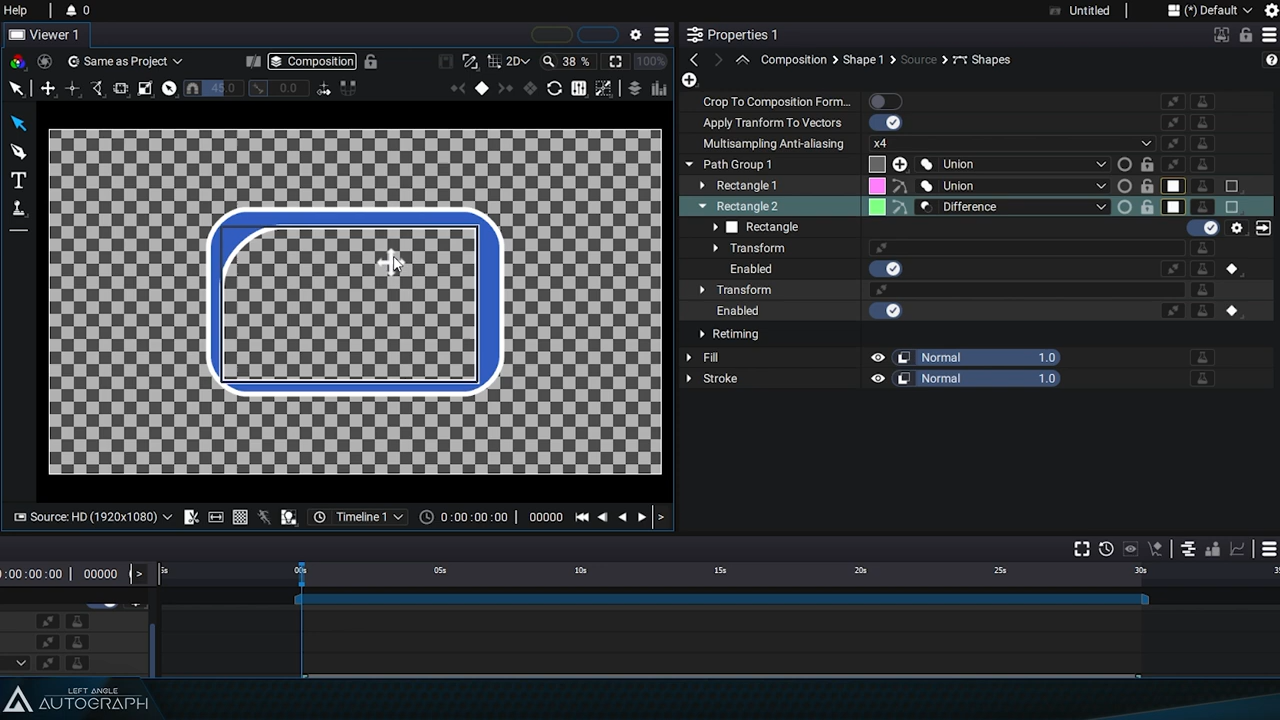 Help 0 Untitled (*) Default
Viewer 1 Properties 1
Same as Project Composition 2D 38 % 100%
Composition Shape 1 Source Shapes
45.0 0.0
Crop To Composition Form...
Apply Tranform To Vectors
Multisampling Anti-aliasing x4
Path Group 1 Union
Rectangle 1 Union
Rectangle 2 Difference
Rectangle
Transform
Enabled
Transform
Enabled
Retiming
Fill Normal 1.0
Stroke Normal 1.0
Source: HD (1920x1080) Timeline 1 0:00:00:00 00000
:00:00:00 00000 5s 00s 05s 10s 15s 20s 25s 30s 35
LEFT ANGLE
AUTOGRAPH